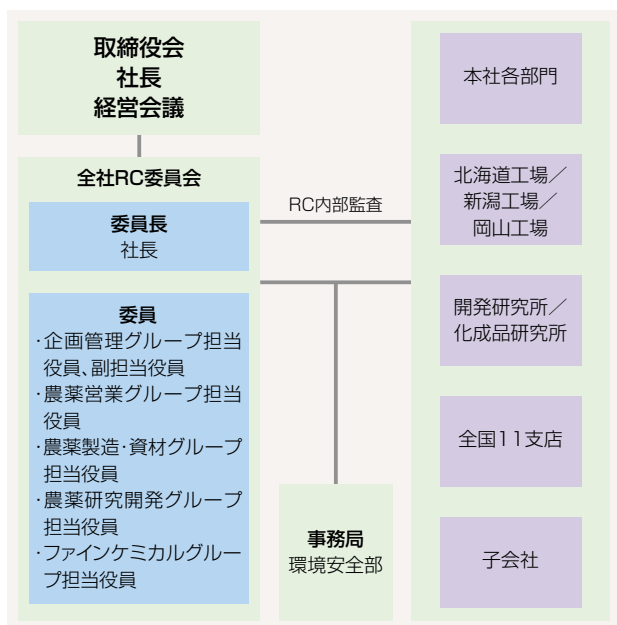 取締役会
社長
経営会議
全社RC委員会
委員長
社長
委員
・企画管理グループ担当
役員、副担当役員
・農薬営業グループ担当
役員
・農薬製造・資材グループ
担当役員
・農薬研究開発グループ
担当役員
・ファインケミカルグルー
プ担当役員
RC内部監査
事務局
環境安全部
本社各部門
北海道工場／
新潟工場／
岡山工場
開発研究所／
化成品研究所
全国11支店
子会社